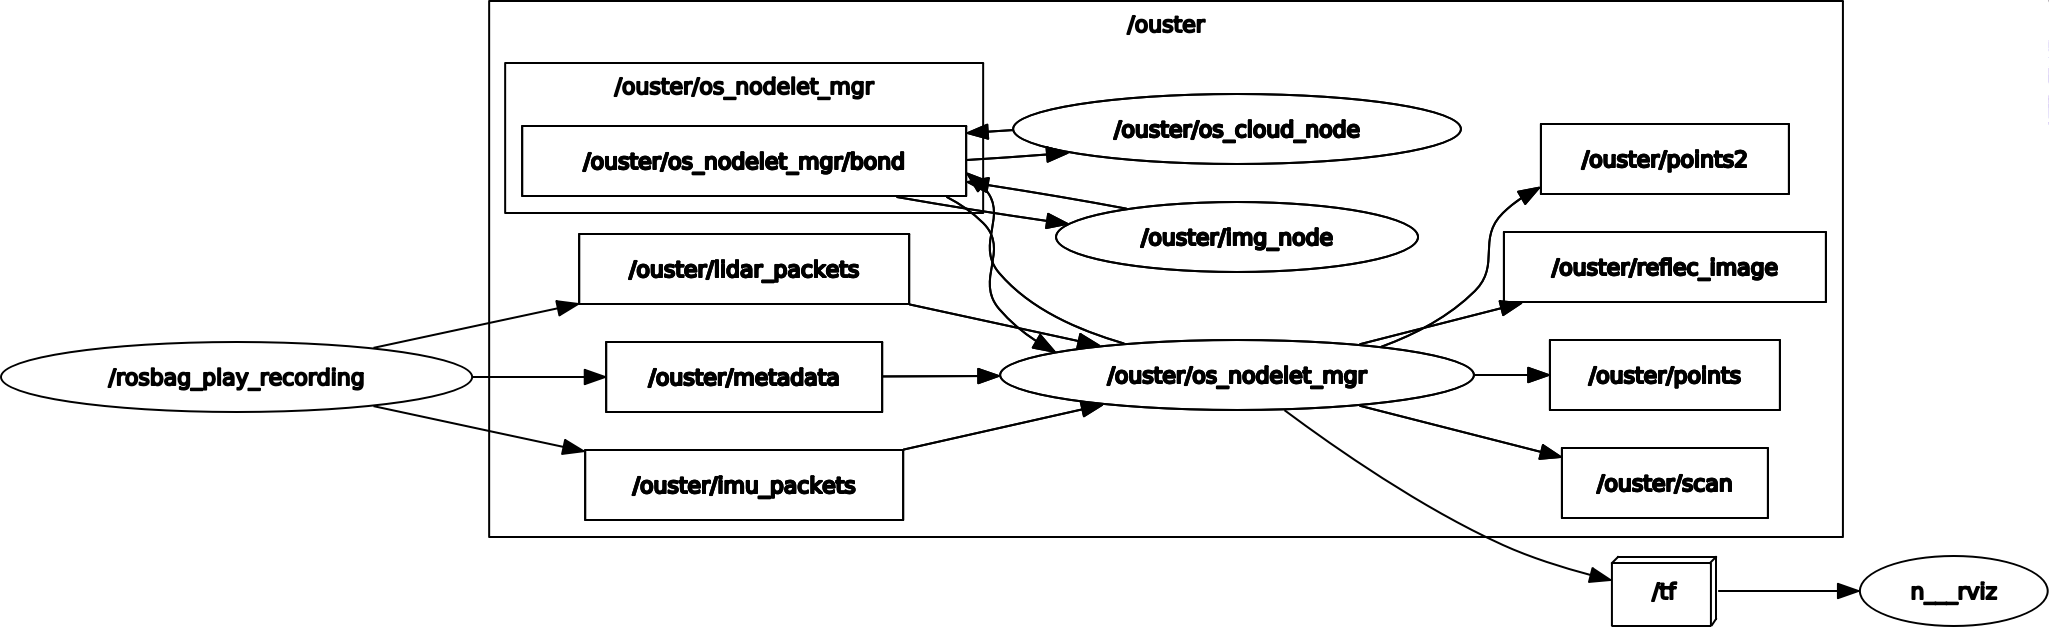 /ouster
/ouster/os_nodelet_mgr
/ouster/os_nodelet_mgr/bond
/ouster/os_cloud_node
/ouster/img_node
/ouster/points2
/ouster/lidar_packets
/ouster/reflec_image
/rosbag_play_recording
/ouster/metadata
/ouster/os_nodelet_mgr
/ouster/points
/ouster/imu_packets
/ouster/scan
/tf
n__rviz